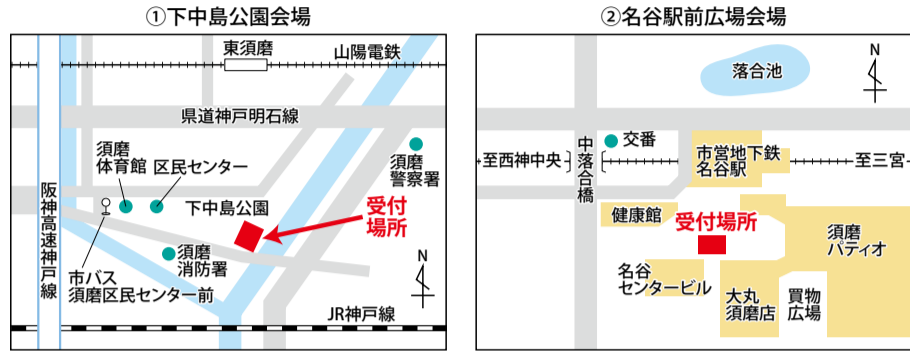 ①下中島公園会場
東須磨
山陽電鉄
県道神戸明石線
須磨
体育館
区民センター
須磨
警察署
下中島公園
受付
場所
阪神高速神戸線
須磨
消防署
市バス
須磨区民センター前
N
JR神戸線
②名谷駅前広場会場
落合池
N
交番
中落合橋
至西神中央
市営地下鉄
名谷駅
至三宮
健康館
受付場所
須磨
パティオ
名谷
センタービル
大丸
須磨店
買物
広場